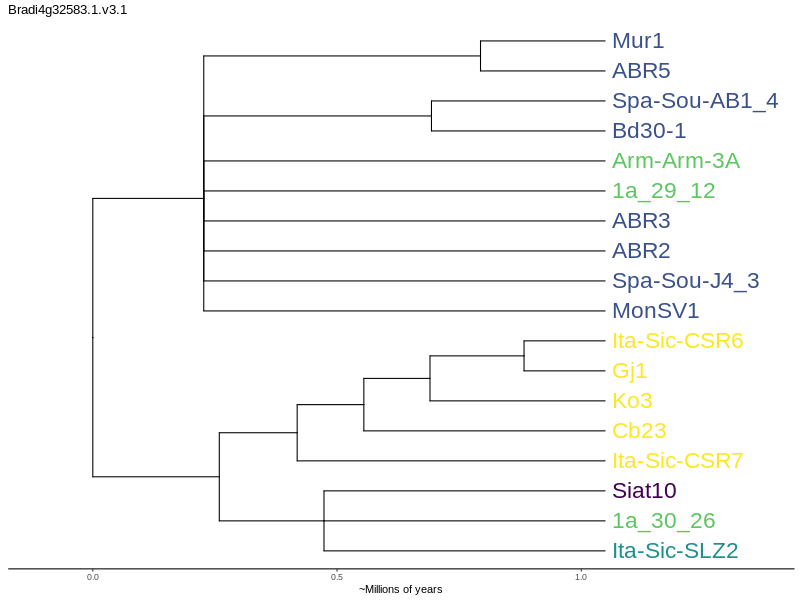 Bradi4g32583.1.v3.1
Mur1
ABR5
Spa-Sou-AB1_4
Bd30-1
Arm-Arm-3A
1a_29_12
ABR3
ABR2
Spa-Sou-J4_3
MonSV1
Ita-Sic-CSR6
Gj1
Ko3
Cb23
Ita-Sic-CSR7
Siat10
1a_30_26
Ita-Sic-SLZ2
0.0 0.5 1.0
~Millions of years